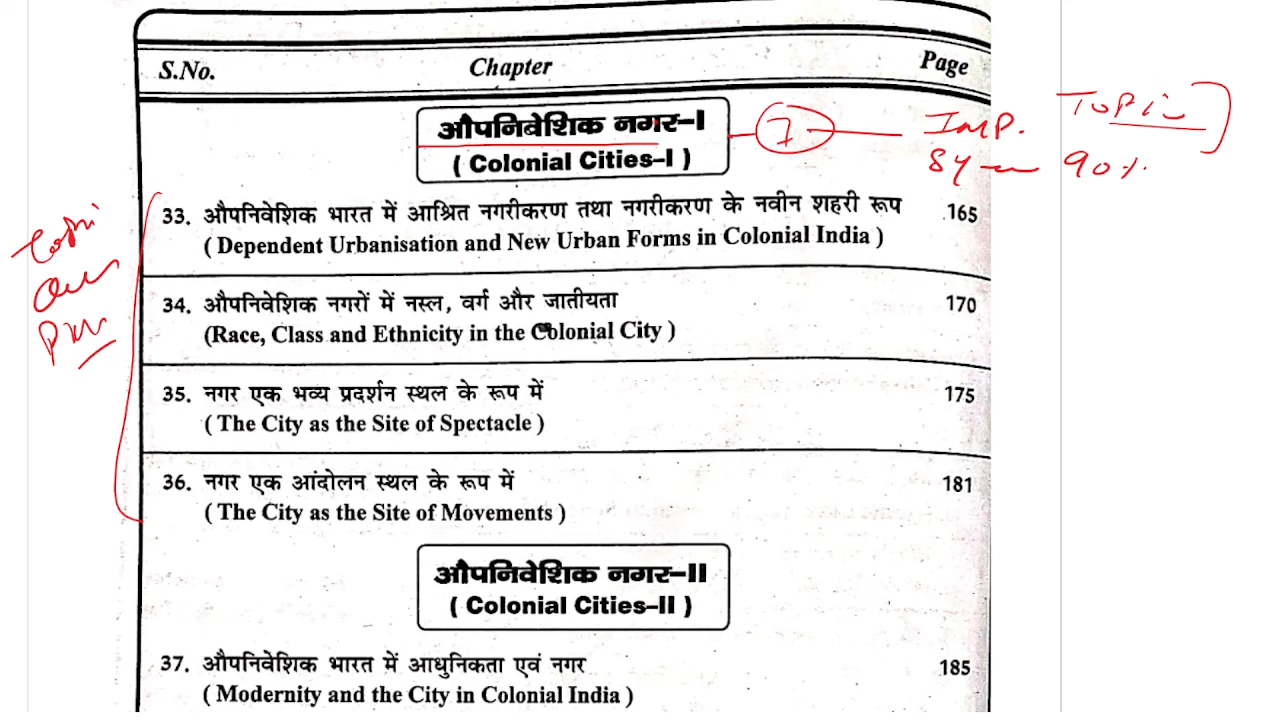 S.No. Chapter Page
औपनिवेशिक नगर-I
( Colonial Cities-I )
7 Imp. Topic
90%
33. औपनिवेशिक भारत में आश्रित नगरीकरण तथा नगरीकरण के नवीन शहरी रूप 165
( Dependent Urbanisation and New Urban Forms in Colonial India )
34. औपनिवेशिक नगरों में नस्ल, वर्ग और जातीयता 170
(Race, Class and Ethnicity in the Colonial City )
35. नगर एक भव्य प्रदर्शन स्थल के रूप में 175
( The City as the Site of Spectacle )
36. नगर एक आंदोलन स्थल के रूप में 181
( The City as the Site of Movements )
औपनिवेशिक नगर-II
( Colonial Cities-II )
37. औपनिवेशिक भारत में आधुनिकता एवं नगर 185
( Modernity and the City in Colonial India )